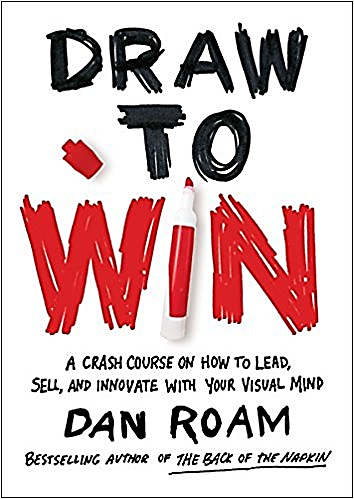 DRAW
TO
WIN
A CRASH COURSE ON HOW TO LEAD,
SELL, AND INNOVATE WITH YOUR VISUAL MIND
DAN ROAM
BESTSELLING AUTHOR OF THE BACK OF THE NAPKIN